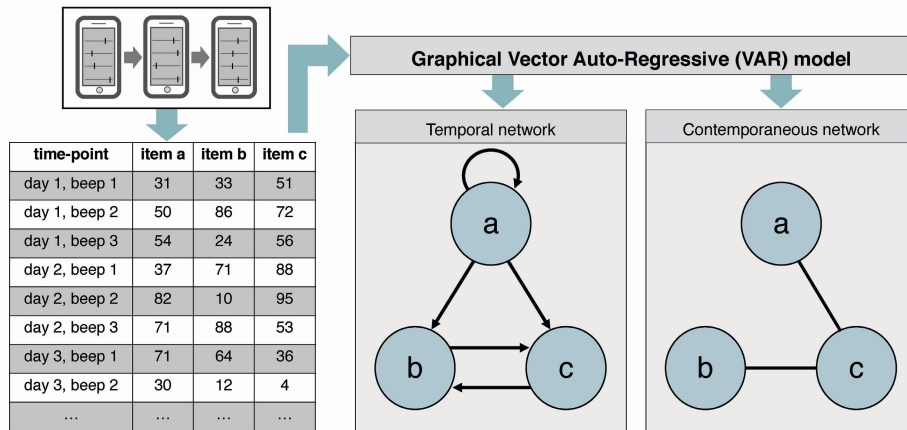 Graphical Vector Auto-Regressive (VAR) model
time-point item a item b item c
day 1, beep 1 31 33 51
day 1, beep 2 50 86 72
day 1, beep 3 54 24 56
day 2, beep 1 37 71 88
day 2, beep 2 82 10 95
day 2, beep 3 71 88 53
day 3, beep 1 71 64 36
day 3, beep 2 30 12 4
… … … …
Temporal network
a
b c
Contemporaneous network
a
b c